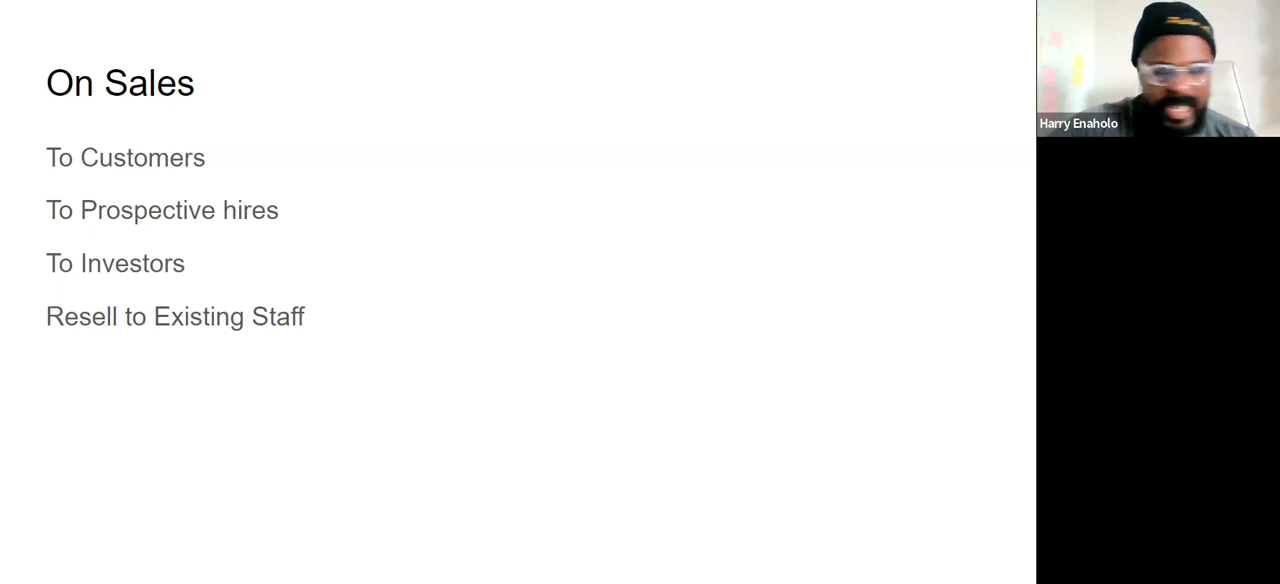 On Sales
To Customers
To Prospective hires
To Investors
Resell to Existing Staff
Harry Enaholo